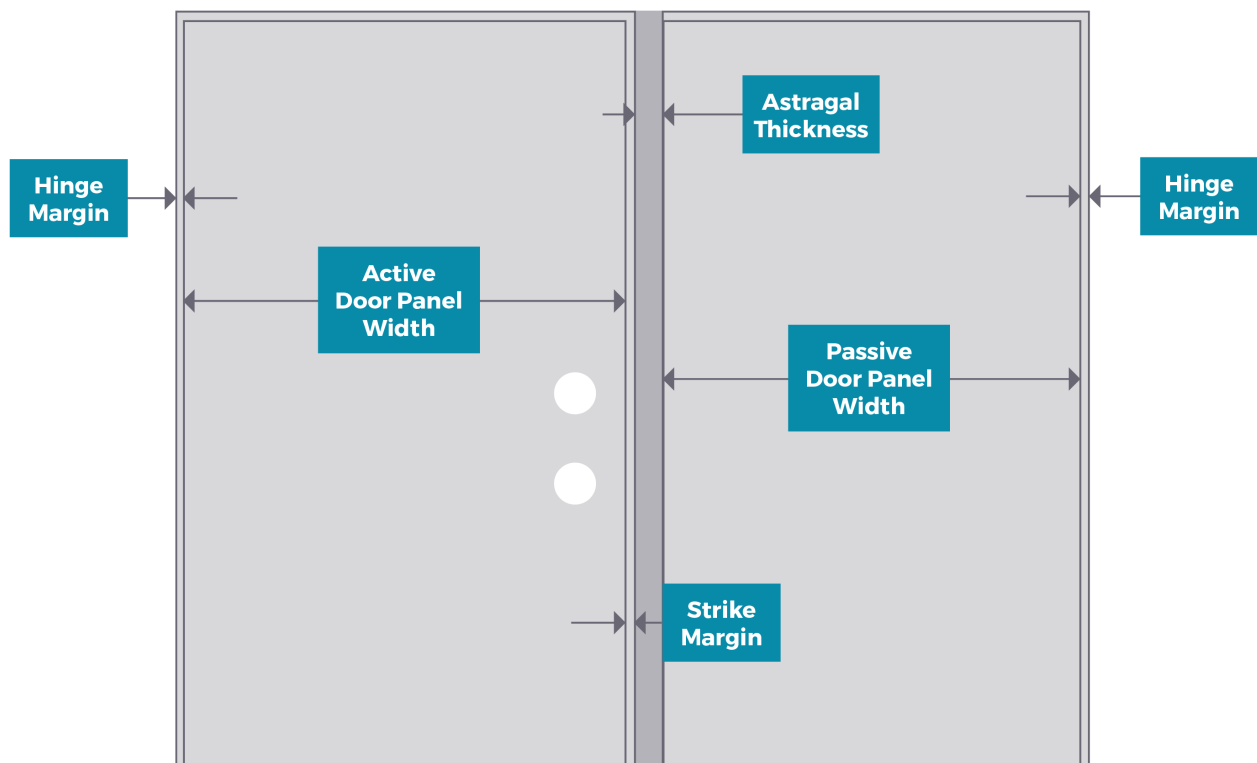 Astragal
Thickness
Hinge
Margin
Hinge
Margin
Active
Door Panel
Width
Passive
Door Panel
Width
Strike
Margin